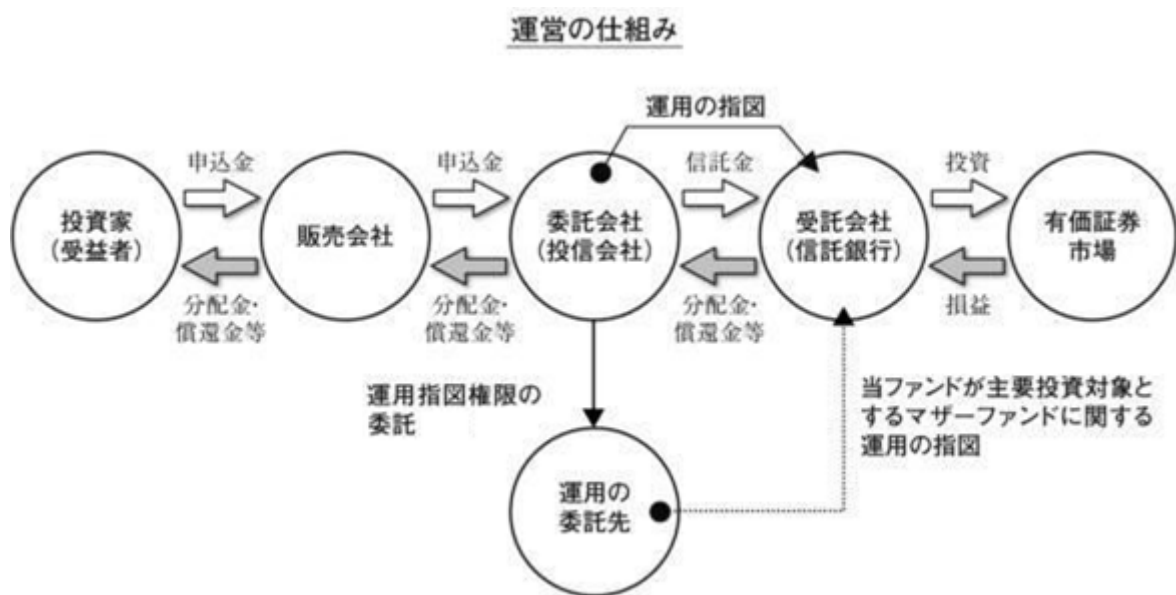 運営の仕組み
運用の指図
申込金
申込金
信託金
投資
投資家
(受益者)
販売会社
委託会社
(投信会社)
受託会社
(信託銀行)
有価証券
市場
分配金・
償還金等
分配金・
償還金等
分配金・
償還金等
損益
運用指図権限の
委託
当ファンドが主要投資対象と
するマザーファンドに関する
運用の指図
運用の
委託先